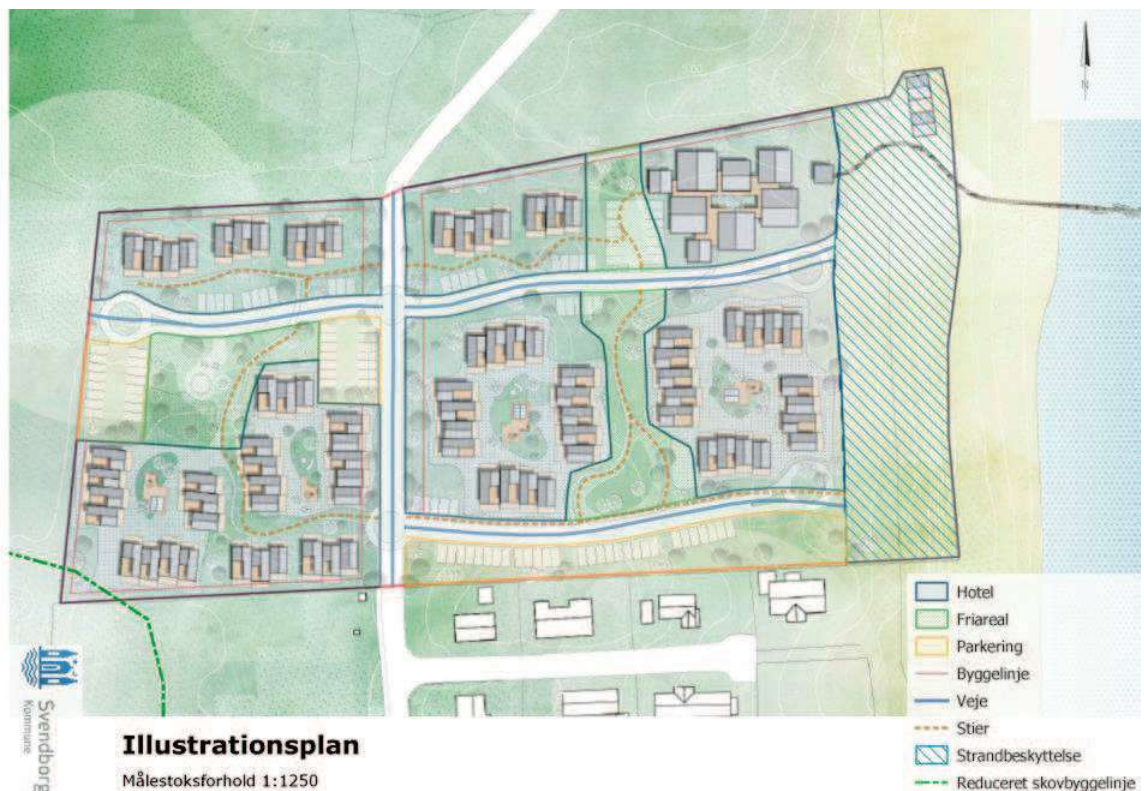 Hotel
Friareal
Parkering
Byggelinje
Veje
Stier
Strandbeskyttelse
Reduceret skovbyggelinje
Svendborg
Kommune
Illustrationsplan
Målestoksforhold 1:1250